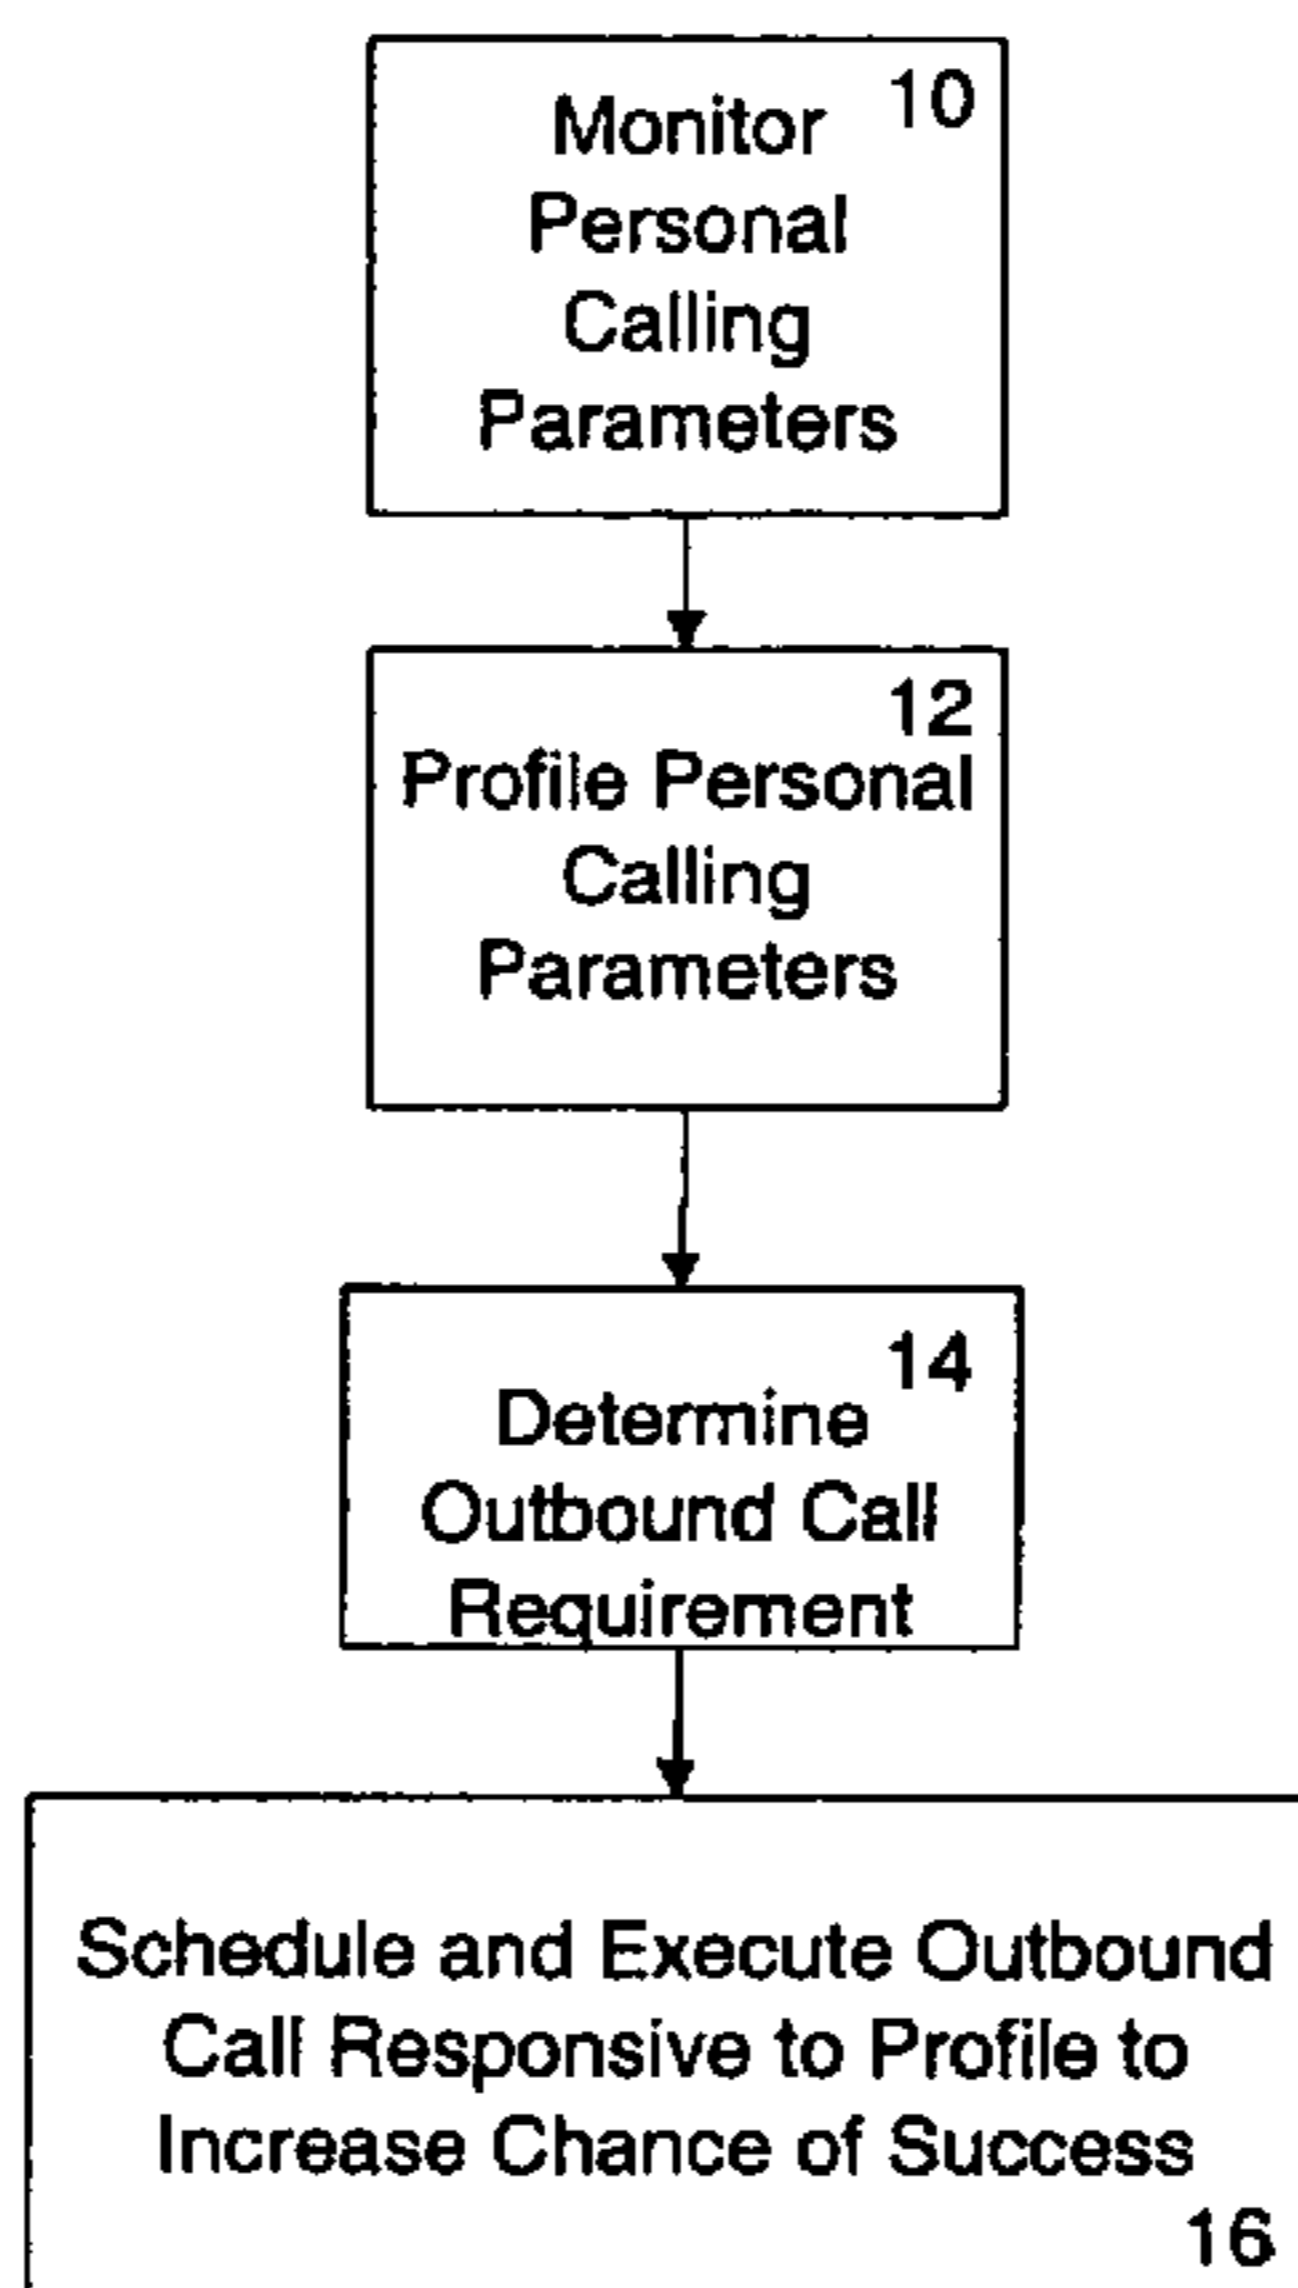 10
Monitor
Personal
Calling
Parameters
12
Profile Personal
Calling
Parameters
14
Determine
Outbound Call
Requirement
Schedule and Execute Outbound
Call Responsive to Profile to
Increase Chance of Success
16